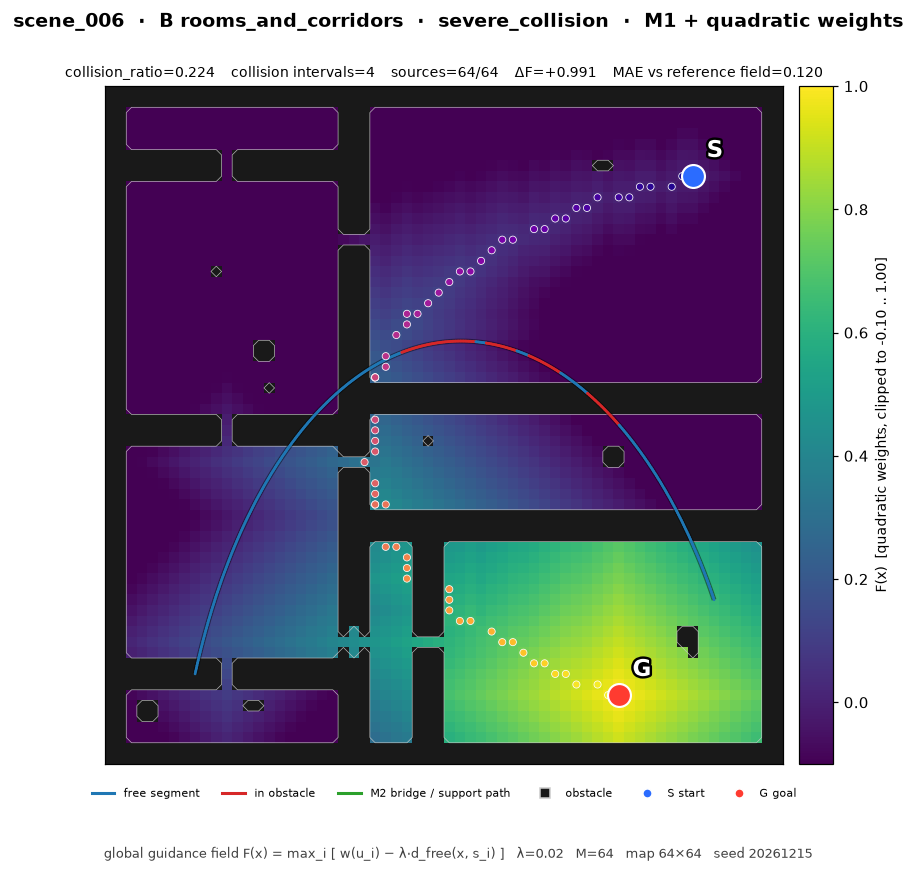 scene_006 · B rooms_and_corridors · severe_collision · M1 + quadratic weights
collision_ratio=0.224 collision intervals=4 sources=64/64 ΔF=+0.991 MAE vs reference field=0.120
S
G
1.0
0.8
0.6
0.4
0.2
0.0
F(x) [quadratic weights, clipped to -0.10 .. 1.00]
free segment
in obstacle
M2 bridge / support path
obstacle
S start
G goal
global guidance field F(x) = max_i [ w(u_i) − λ·d_free(x, s_i) ] λ=0.02 M=64 map 64×64 seed 20261215